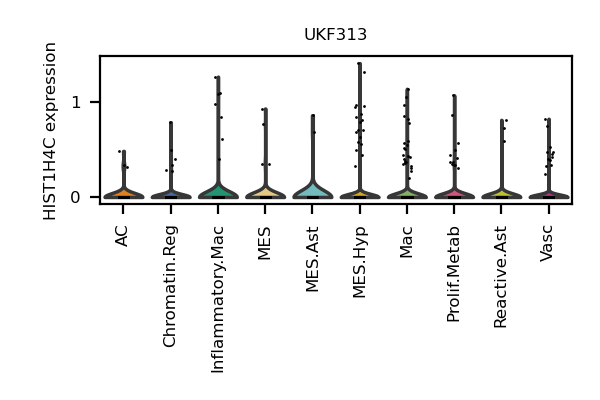 UKF313
HIST1H4C expression
1
0
AC
Chromatin.Reg
Inflammatory.Mac
MES
MES.Ast
MES.Hyp
Mac
Prolif.Metab
Reactive.Ast
Vasc